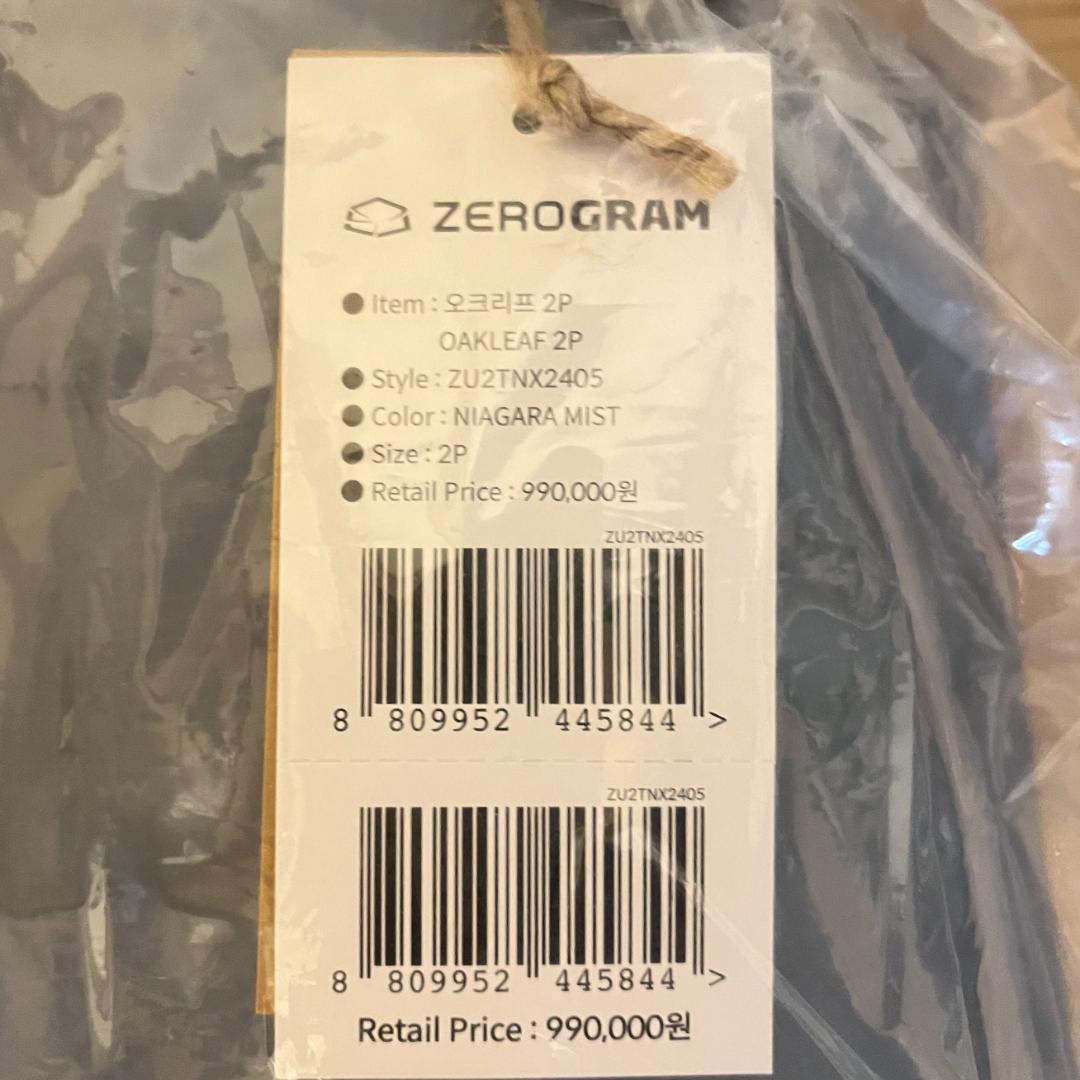 ZEROGRAM
● Item : 오크리프 2P
OAKLEAF 2P
● Style : ZU2TNX2405
● Color : NIAGARA MIST
● Size : 2P
● Retail Price : 990,000원
ZU2TNX2405
8 809952 445844 >
ZU2TNX2405
8 809952 445844 >
Retail Price : 990,000원